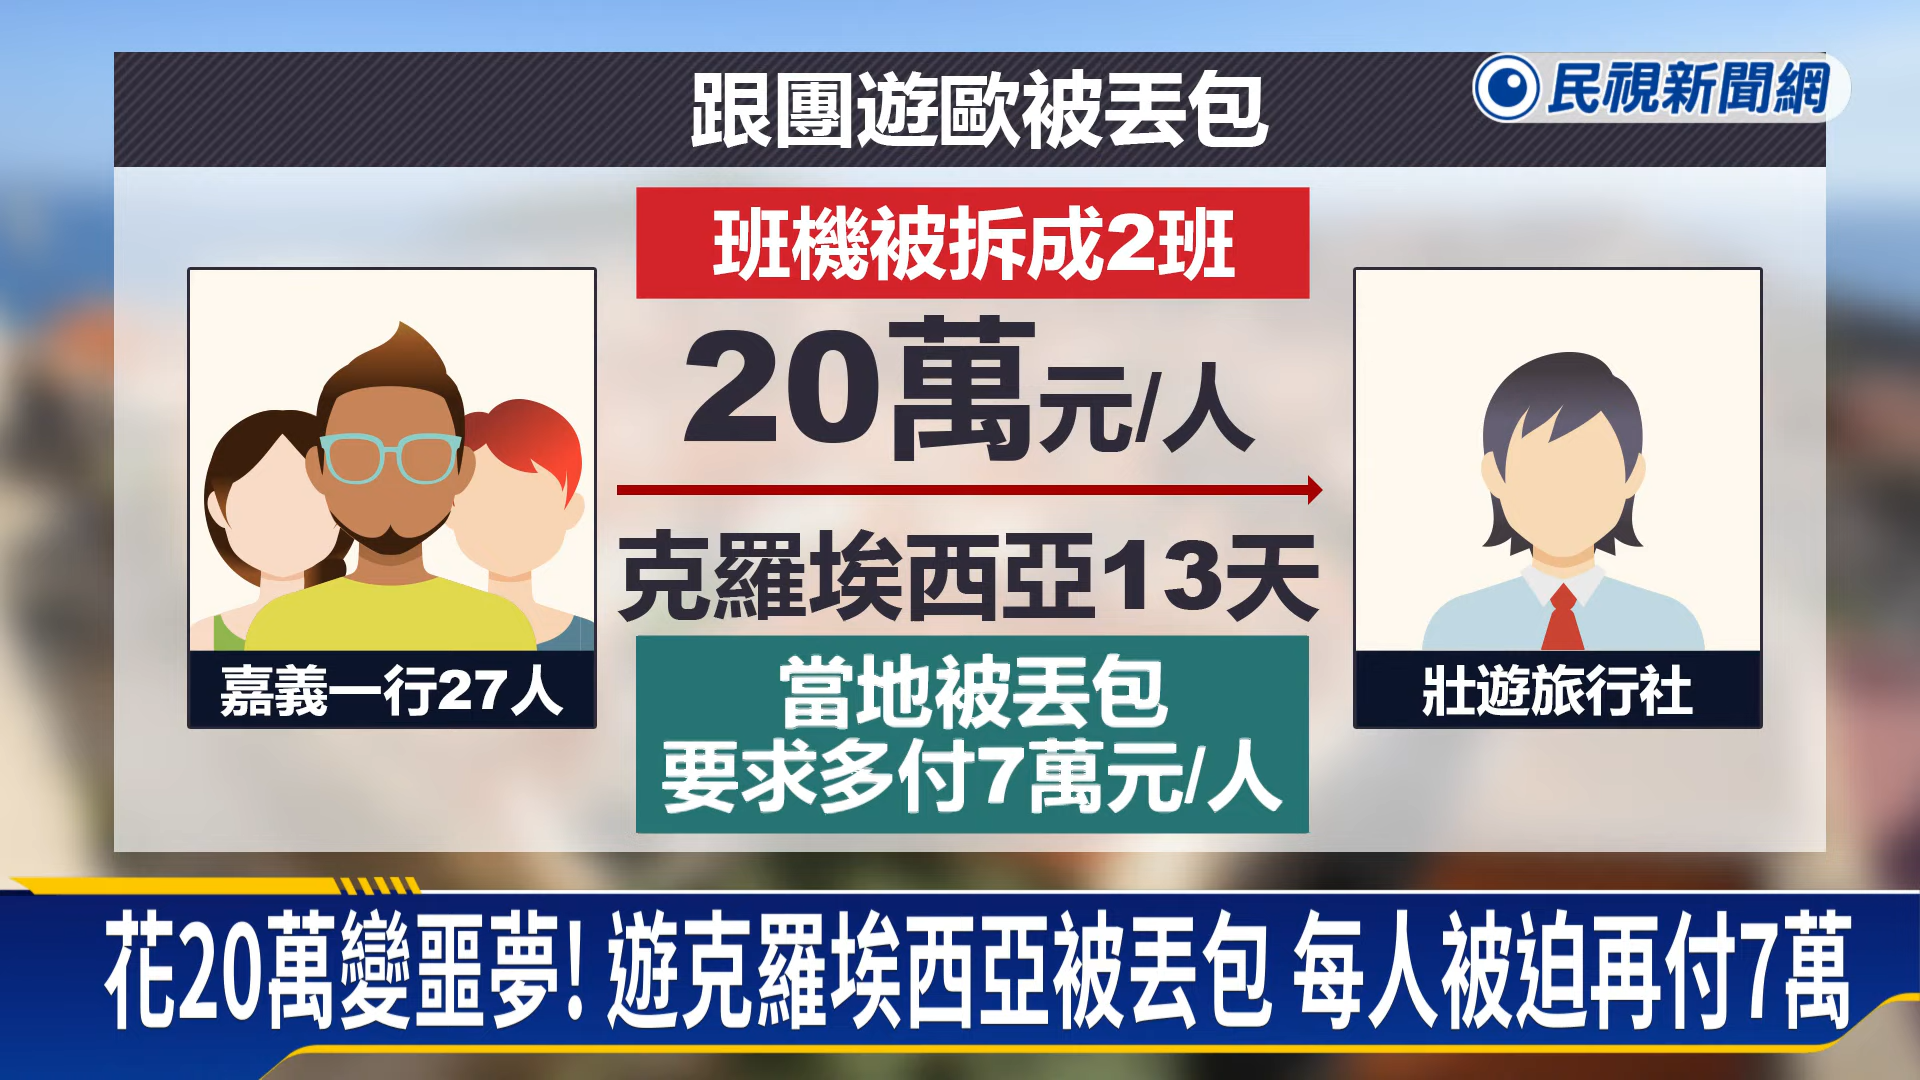 跟團遊歐被丟包
民視新聞網
班機被拆成2班
20萬元/人
克羅埃西亞13天
嘉義一行27人
壯遊旅行社
當地被丟包
要求多付7萬元/人
花20萬變噩夢! 遊克羅埃西亞被丟包 每人被迫再付7萬